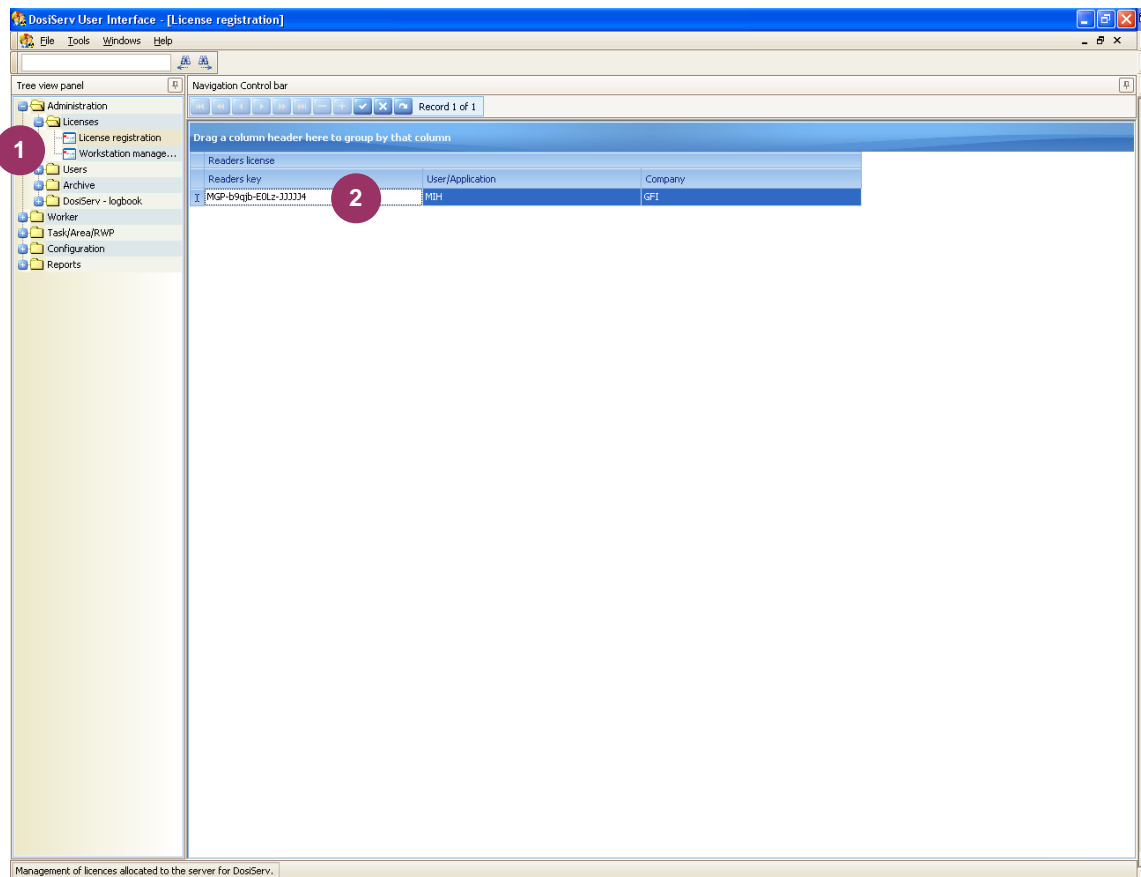 DosiServ User Interface - [License registration]
File Tools Windows Help
Tree view panel
Navigation Control bar
Administration
Record 1 of 1
Licenses
License registration
Drag a column header here to group by that column
1
Workstation manage...
Readers license
Users
Readers key User/Application Company
Archive
MGP-b9qjb-E0Lz-JJJJJ4 2 MIH GFI
DosiServ - logbook
Worker
Task/Area/RWP
Configuration
Reports
Management of licences allocated to the server for DosiServ.